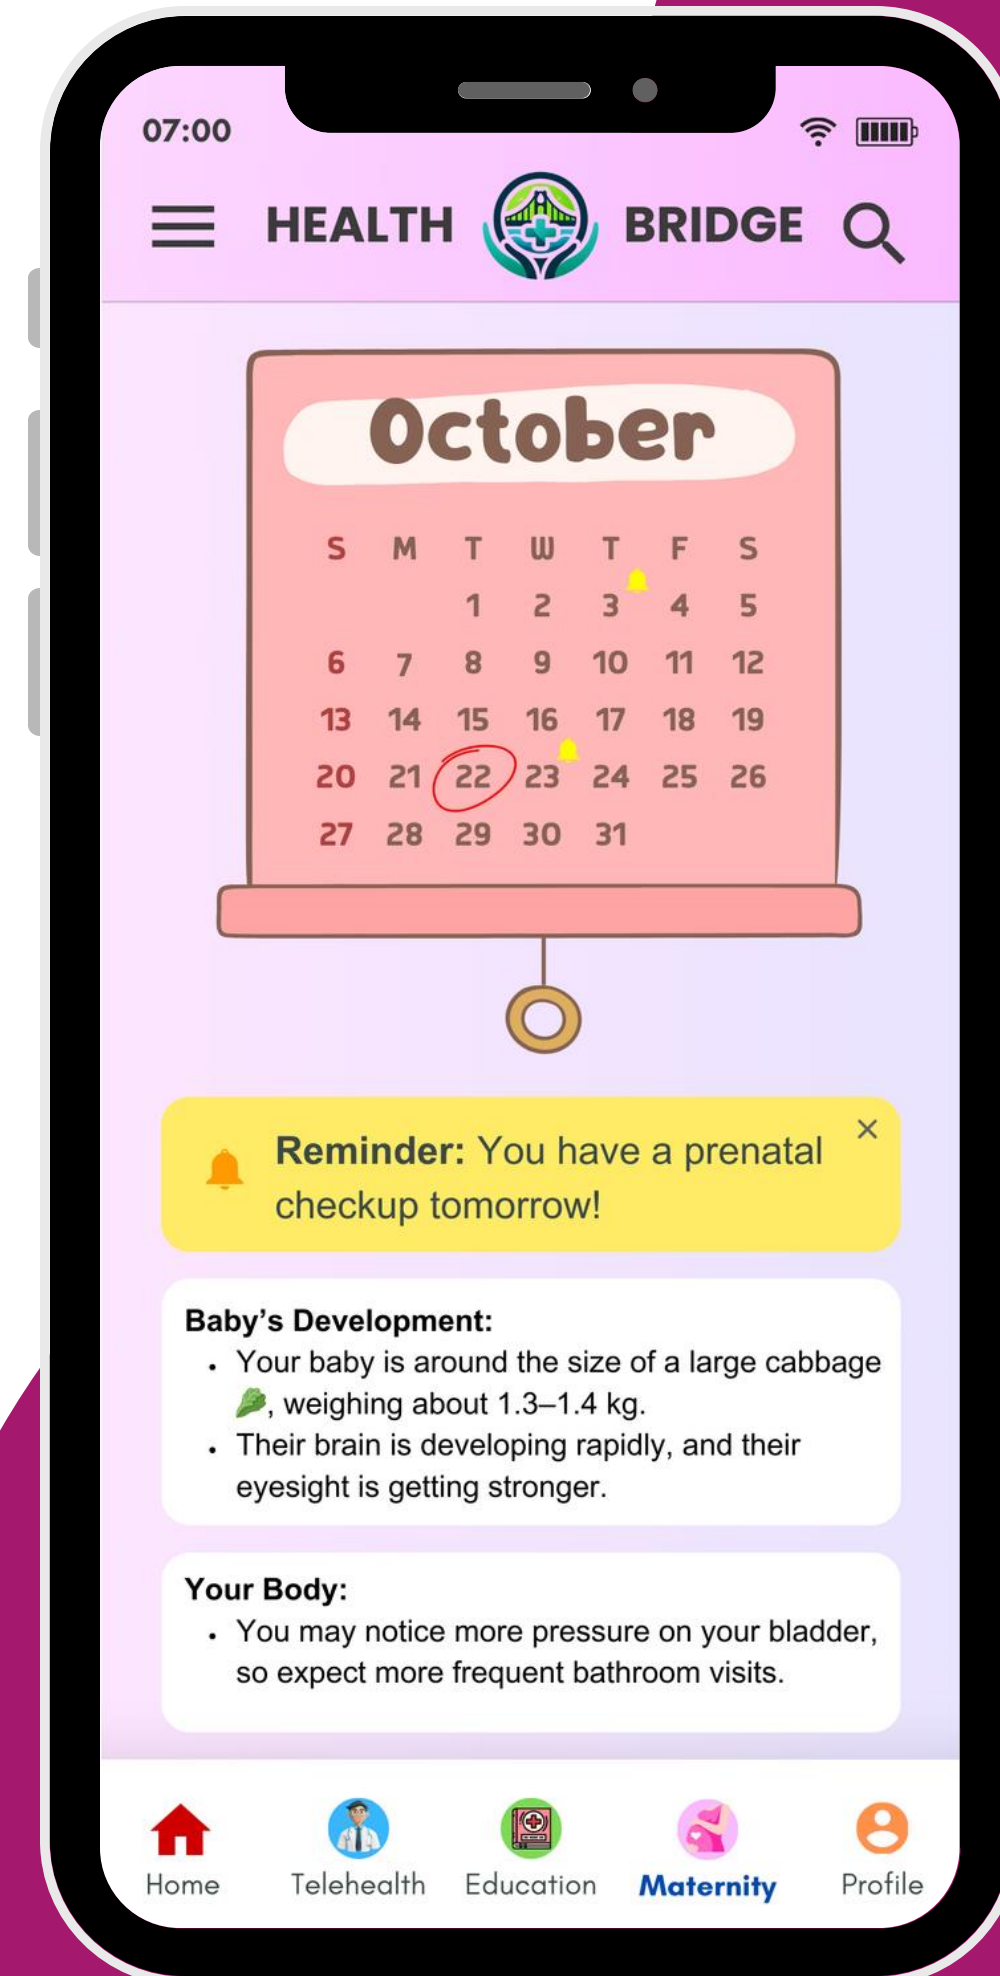 07:00
HEALTH BRIDGE
October
S M T W T F S
1 2 3 4 5
6 7 8 9 10 11 12
13 14 15 16 17 18 19
20 21 22 23 24 25 26
27 28 29 30 31
Reminder: You have a prenatal
checkup tomorrow!
Baby’s Development:
• Your baby is around the size of a large cabbage
🥬, weighing about 1.3–1.4 kg.
• Their brain is developing rapidly, and their
eyesight is getting stronger.
Your Body:
• You may notice more pressure on your bladder,
so expect more frequent bathroom visits.
Home Telehealth Education Maternity Profile